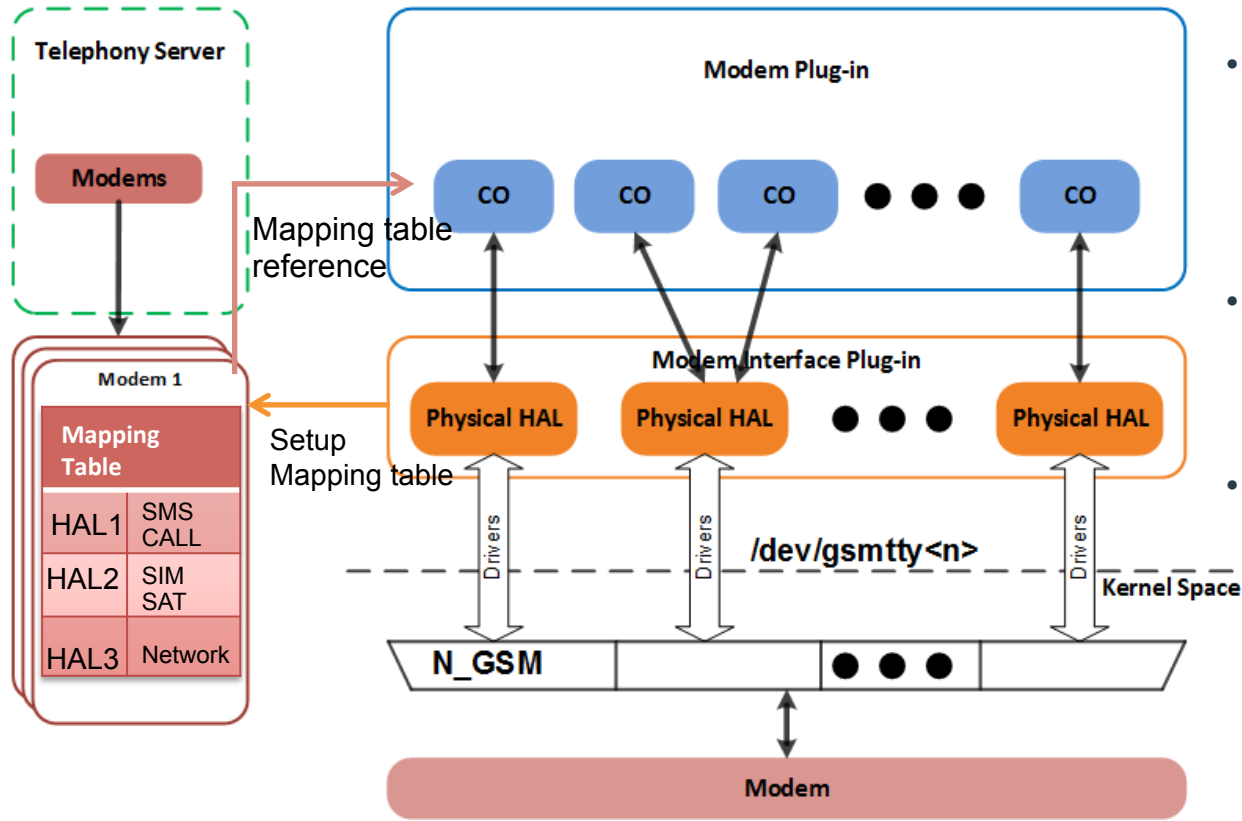 Telephony Server
Modems
Modem Plug-in
CO
CO
CO
CO
Mapping table
reference
Modem Interface Plug-in
Physical HAL
Physical HAL
Physical HAL
Setup
Mapping table
Modem 1
Mapping
Table
HAL1
SMS
CALL
HAL2
SIM
SAT
HAL3
Network
Drivers
Drivers
Drivers
/dev/gsmtty<n>
Kernel Space
N_GSM
Modem